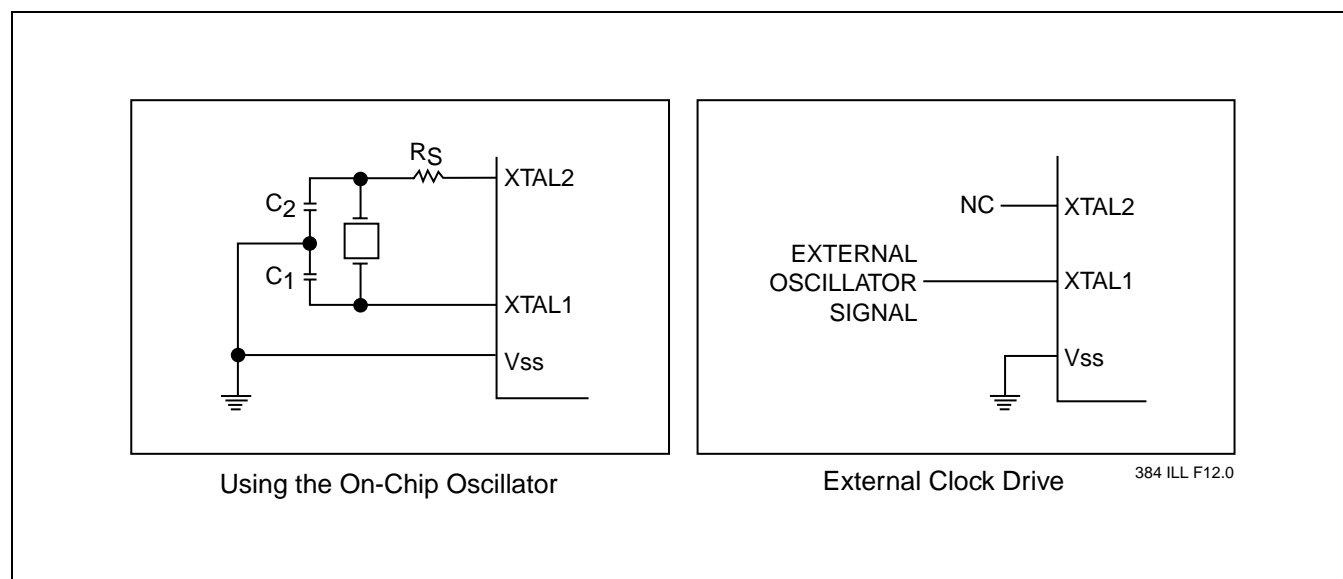 RS
XTAL2
C2
C1
XTAL1
Vss
Using the On-Chip Oscillator
NC
XTAL2
EXTERNAL
OSCILLATOR
SIGNAL
XTAL1
Vss
External Clock Drive
384 ILL F12.0